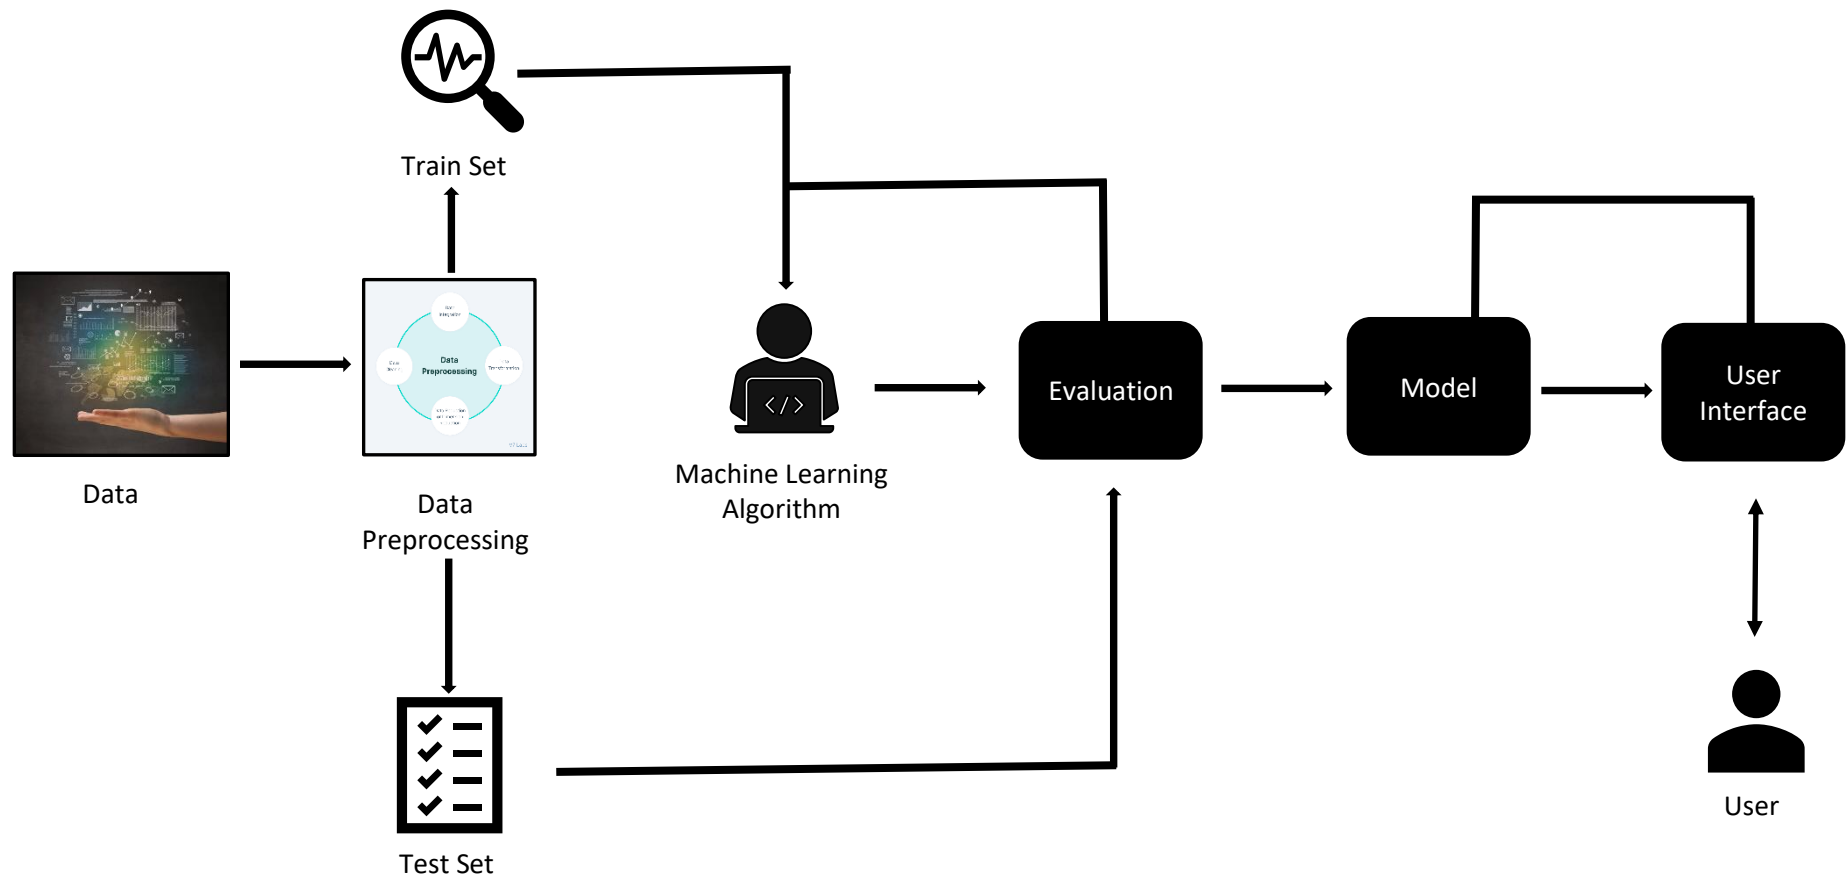 Train Set
Data
Preprocessing
</>
Evaluation
Model
User
Interface
Machine Learning
Algorithm
Data
Data
Preprocessing
User
Test Set